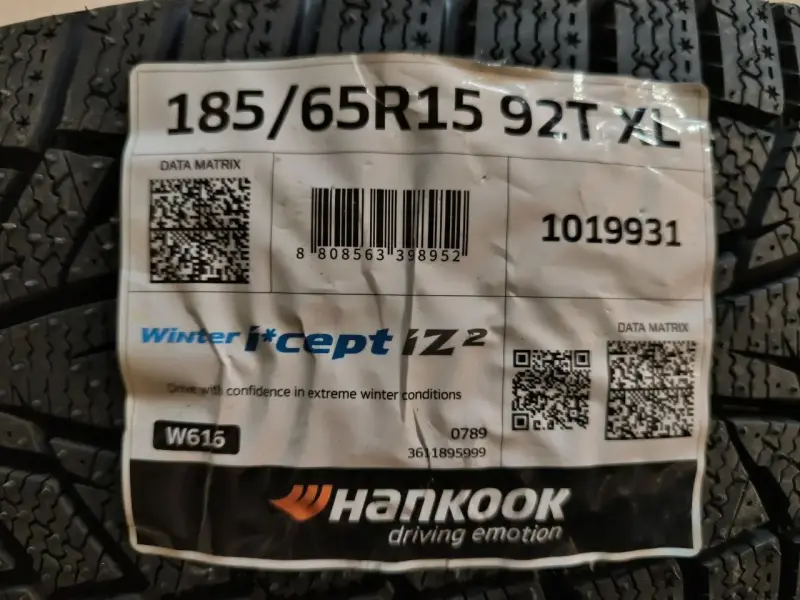 185/65R15 92T XL
DATA MATRIX
8 808563 398952
1019931
Winter i*cept iZ²
Drive with confidence in extreme winter conditions
DATA MATRIX
W616
0789
3611895999
HANKOOK
driving emotion